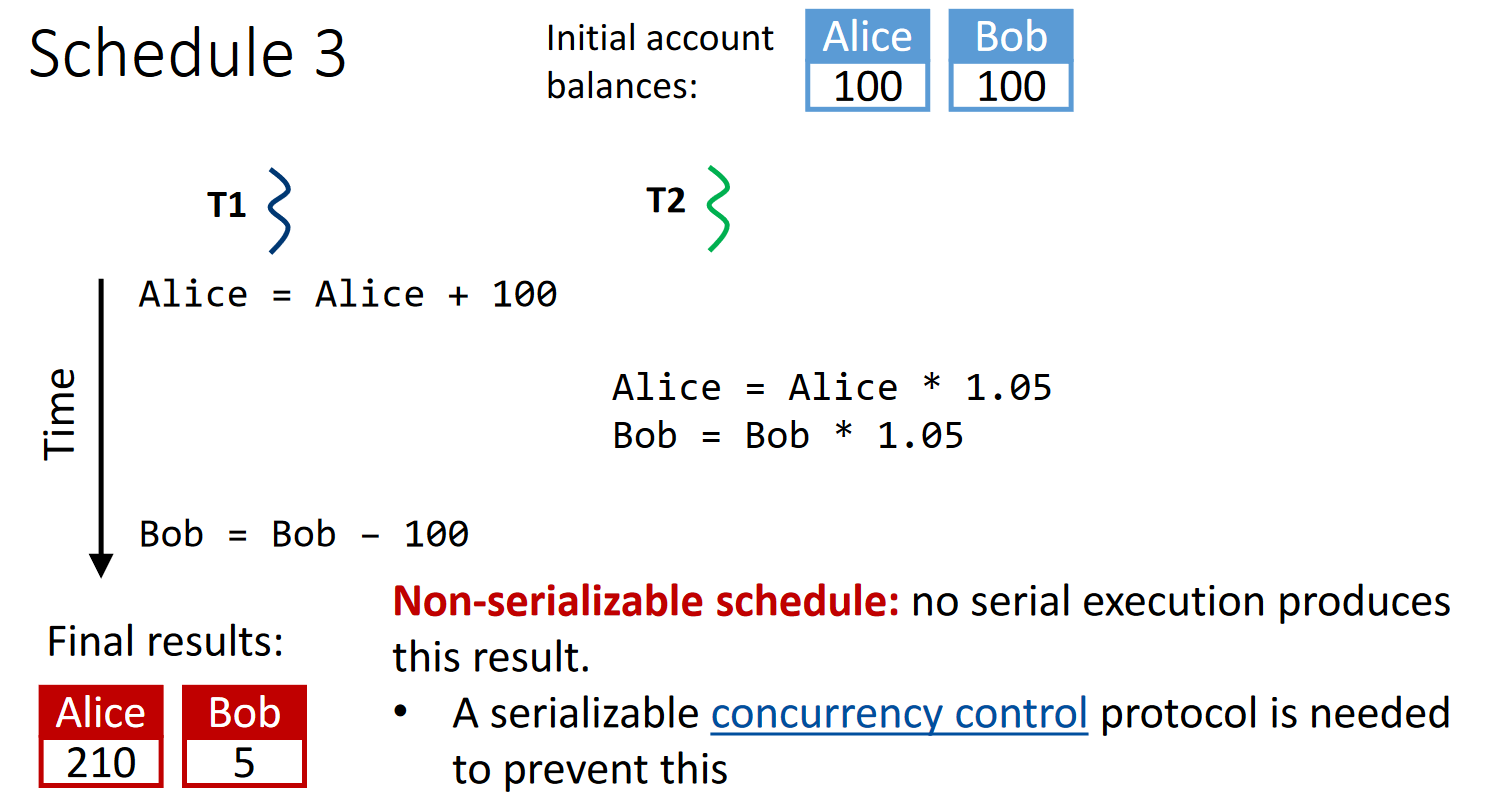 Schedule 3
Initial account
balances:
Alice Bob
100 100
T1 T2
Alice = Alice + 100
Alice = Alice * 1.05
Bob = Bob * 1.05
Time
Bob = Bob – 100
Non-serializable schedule: no serial execution produces
this result.
• A serializable concurrency control protocol is needed
to prevent this
Final results:
Alice Bob
210 5